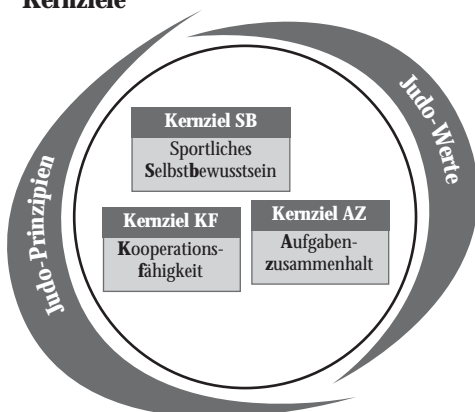 Kernziele
Judo-Werte
Judo-Prinzipien
Kernziel SB
Sportliches
Selbstbewusstsein
Kernziel KF
Kooperations-
fähigkeit
Kernziel AZ
Aufgaben-
zusammenhalt